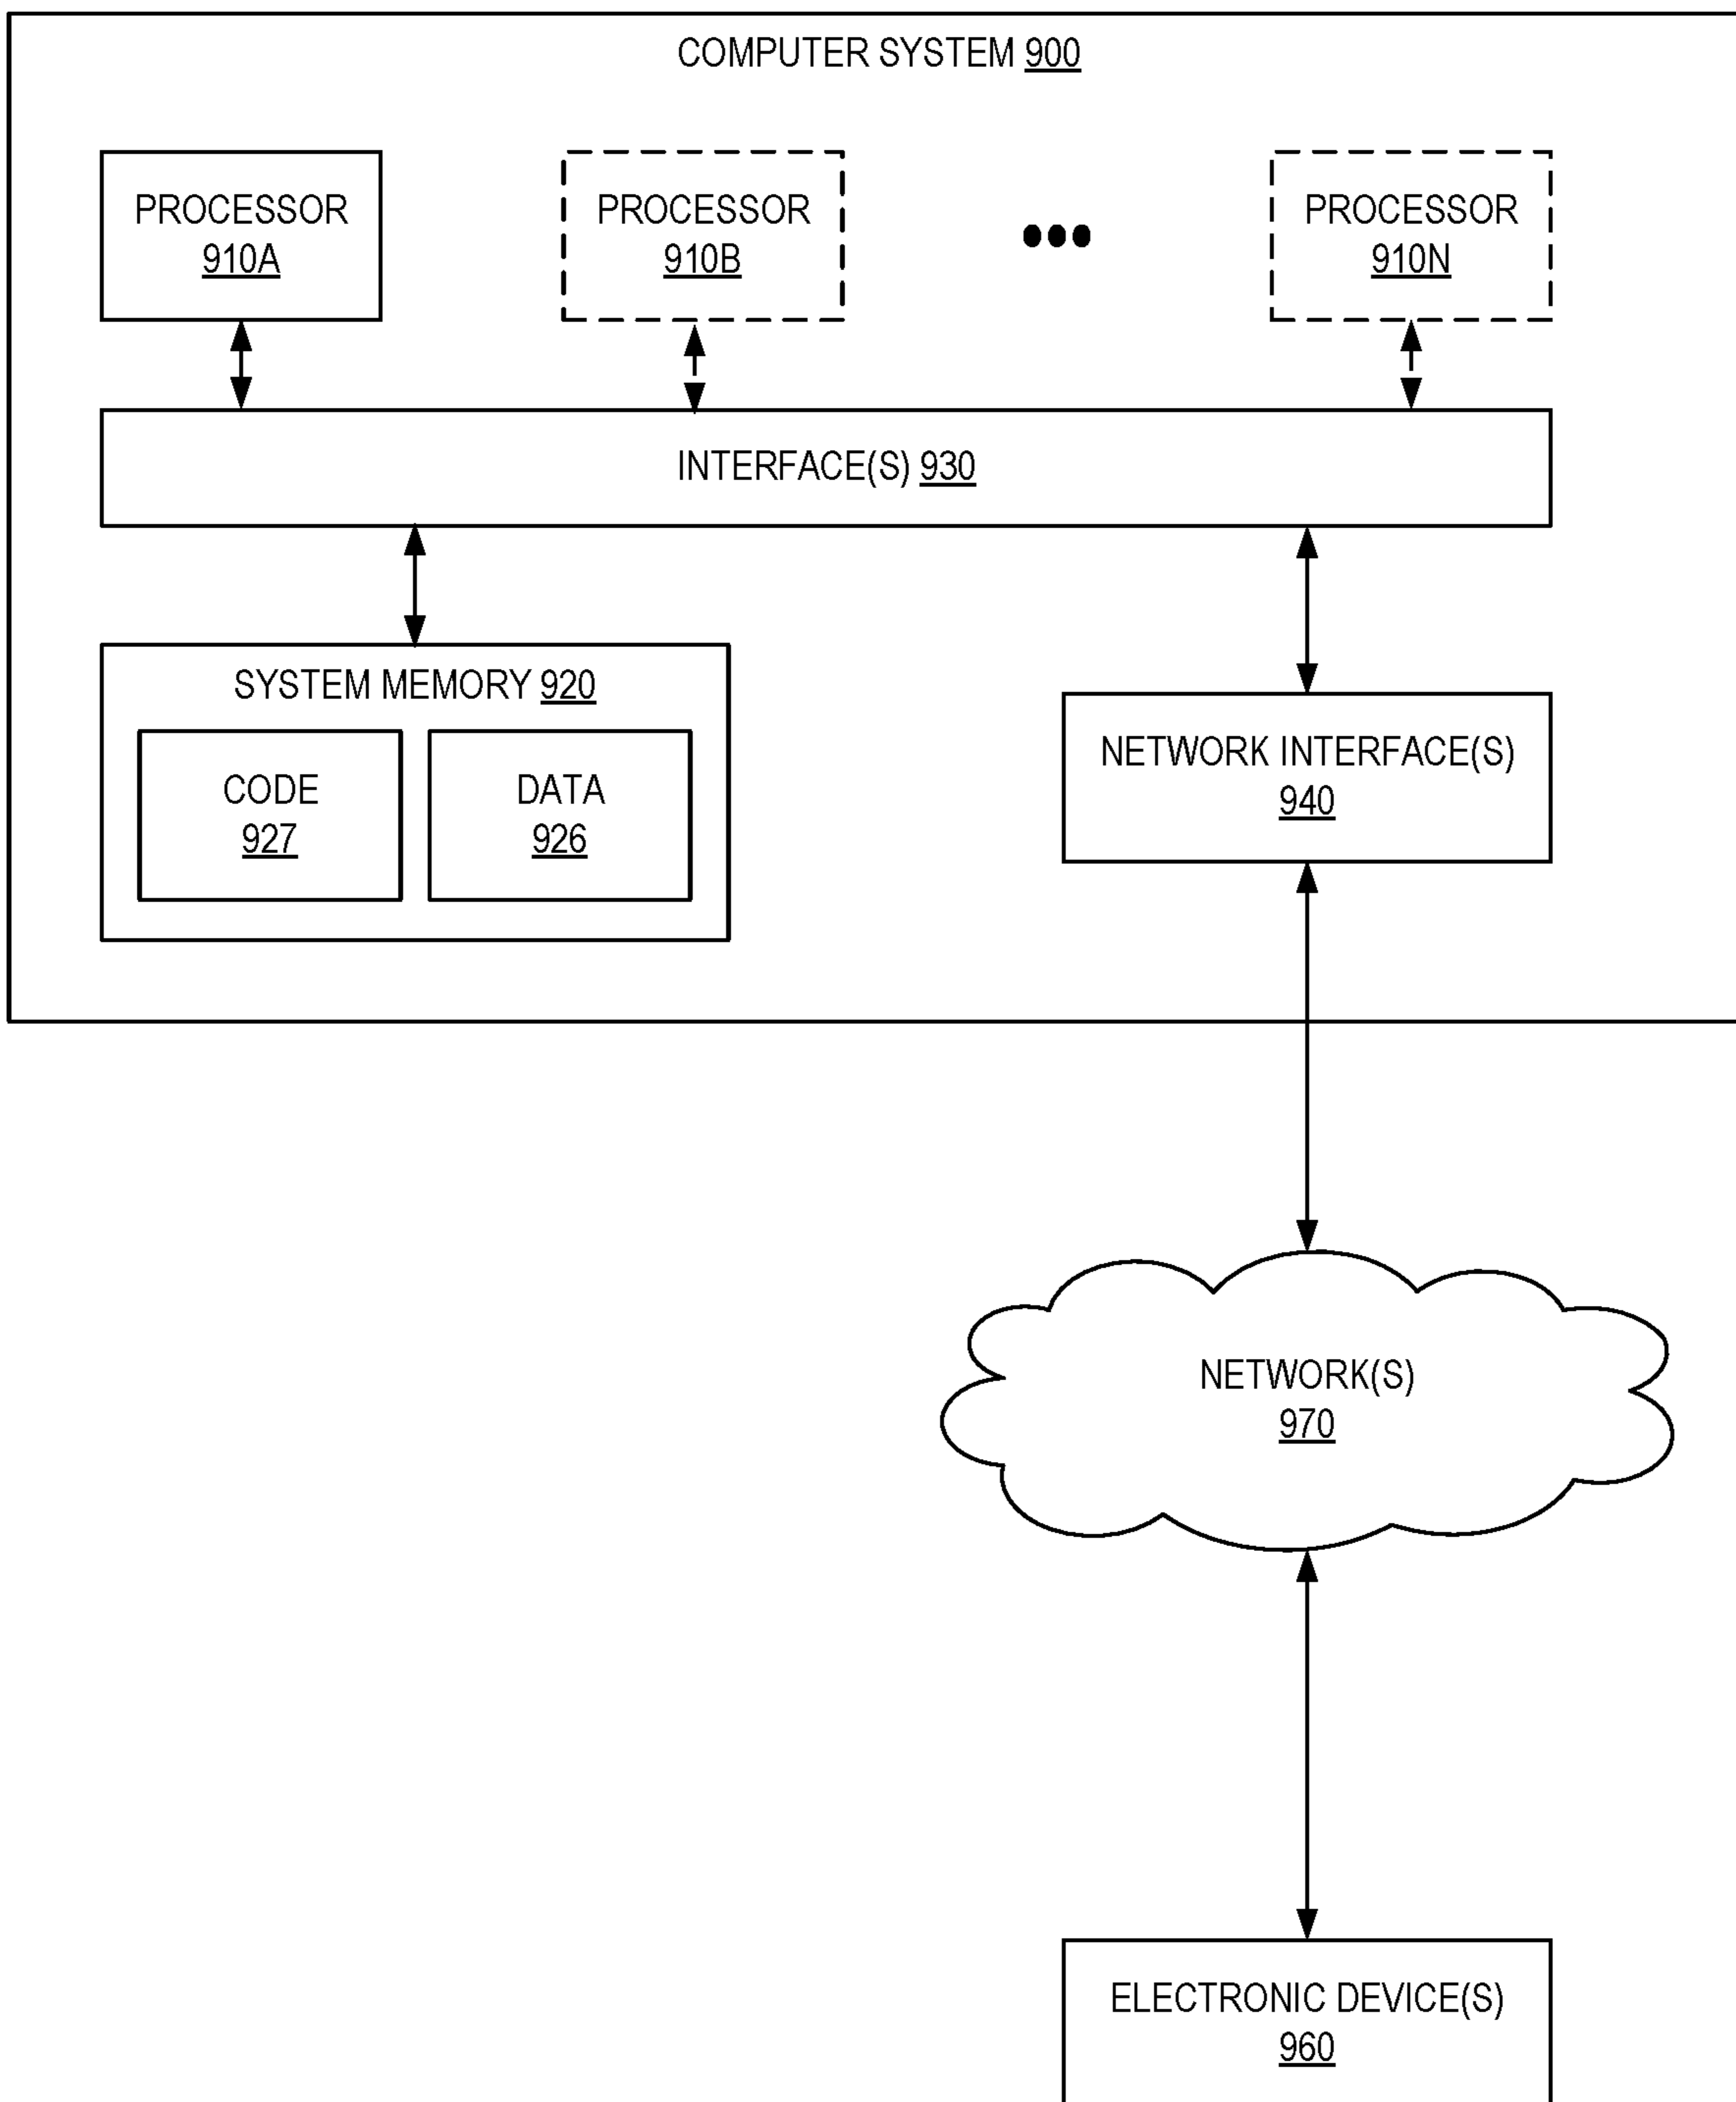 COMPUTER SYSTEM 900
PROCESSOR
910A
PROCESSOR
910B
PROCESSOR
910N
INTERFACE(S) 930
SYSTEM MEMORY 920
CODE
927
DATA
926
NETWORK INTERFACE(S)
940
NETWORK(S)
970
ELECTRONIC DEVICE(S)
960